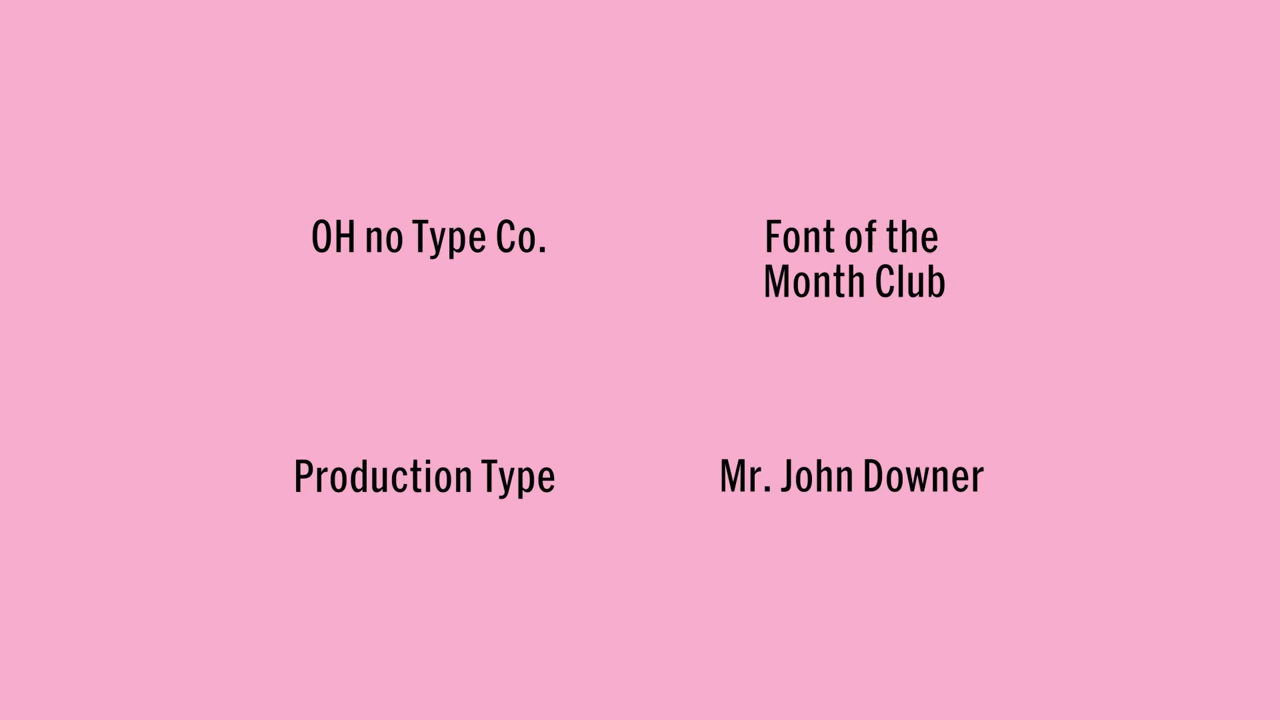 OH no Type Co.
Font of the
Month Club
Production Type
Mr. John Downer